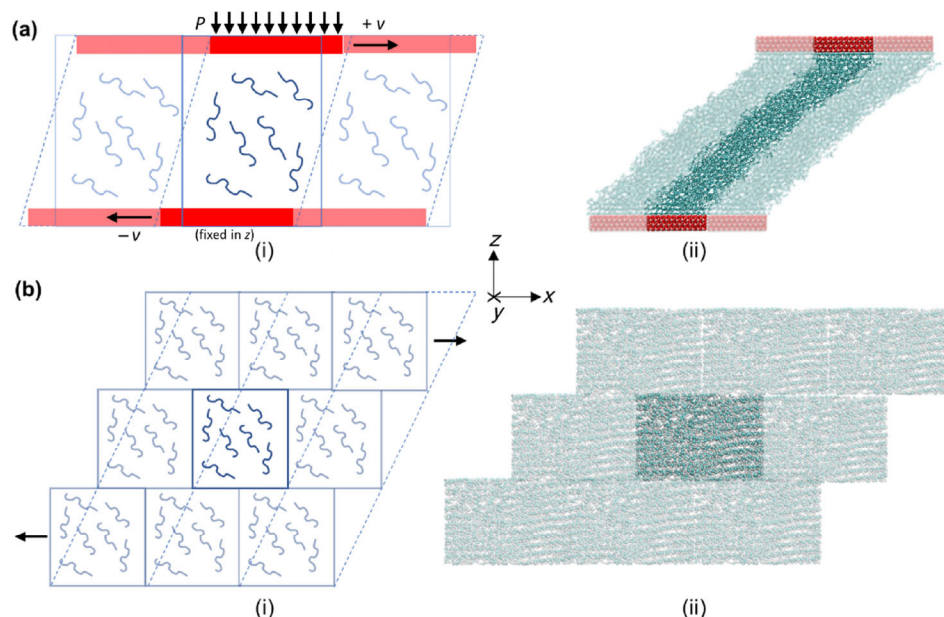 (a)
P
+ v
− v
(fixed in z)
(i)
(ii)
(b)
z
y
x
(i)
(ii)